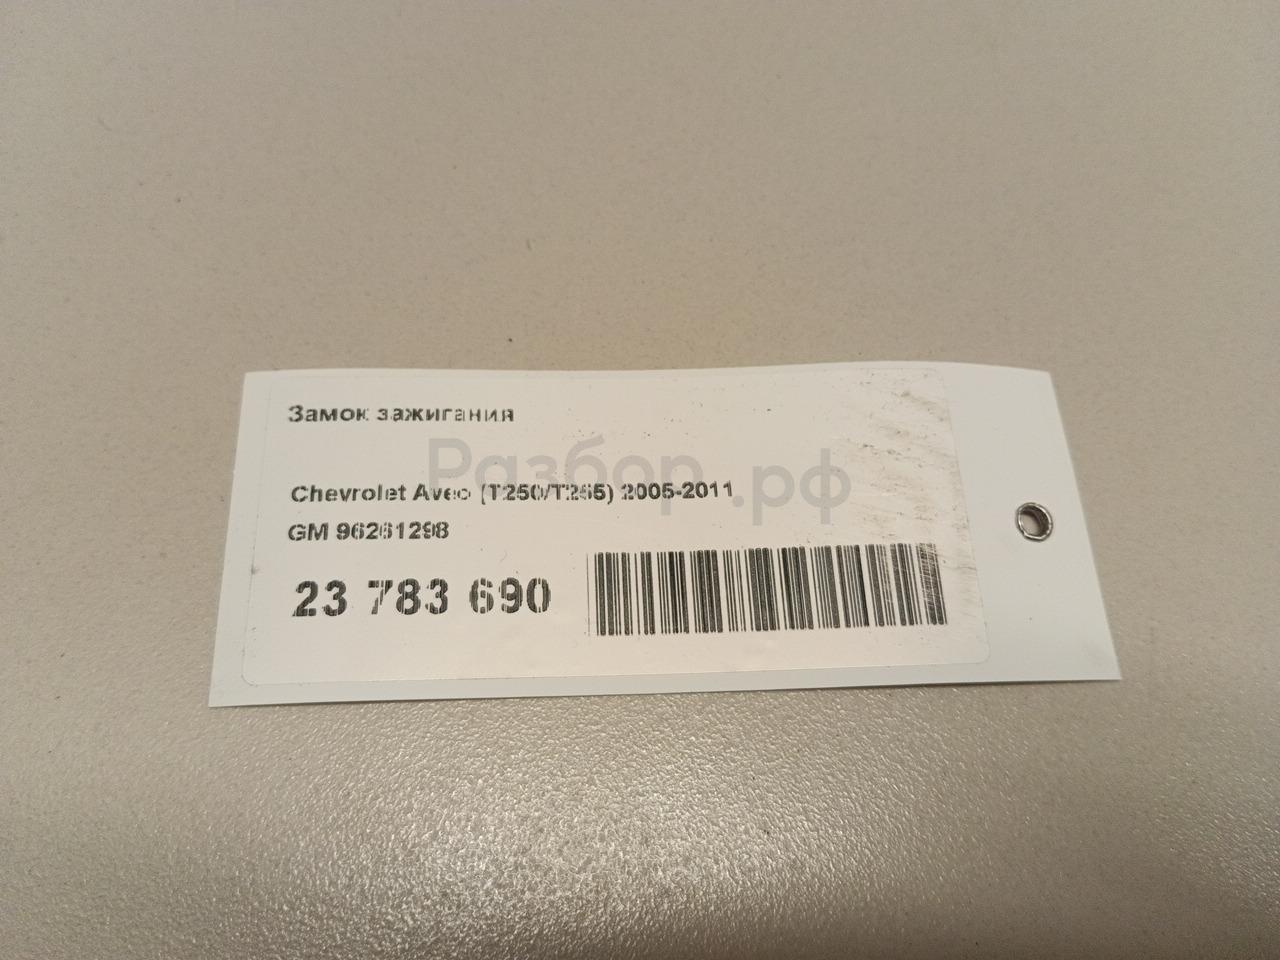 Замок зажигания
Разбор.рф
Chevrolet Aveo (T250/T255) 2005-2011
GM 96261298
23 783 690